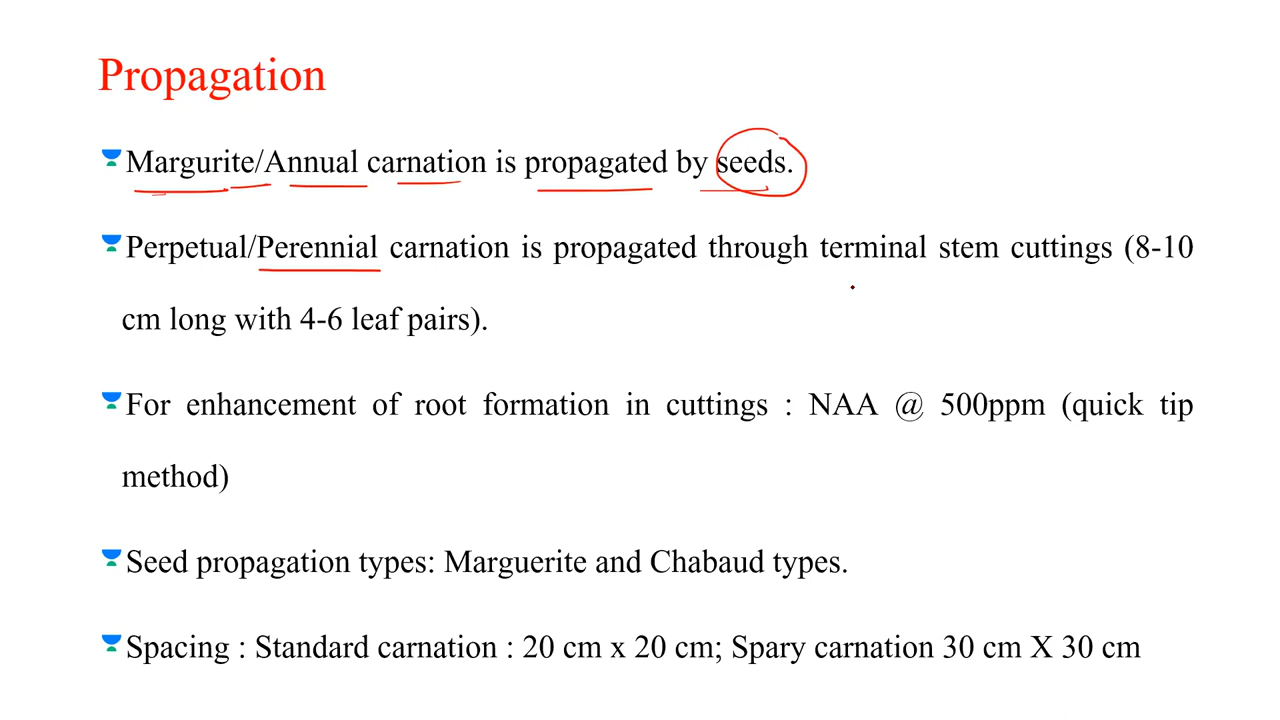 Propagation
Margurite/Annual carnation is propagated by seeds.
Perpetual/Perennial carnation is propagated through terminal stem cuttings (8-10
cm long with 4-6 leaf pairs).
For enhancement of root formation in cuttings : NAA @ 500ppm (quick tip
method)
Seed propagation types: Marguerite and Chabaud types.
Spacing : Standard carnation : 20 cm x 20 cm; Spary carnation 30 cm X 30 cm